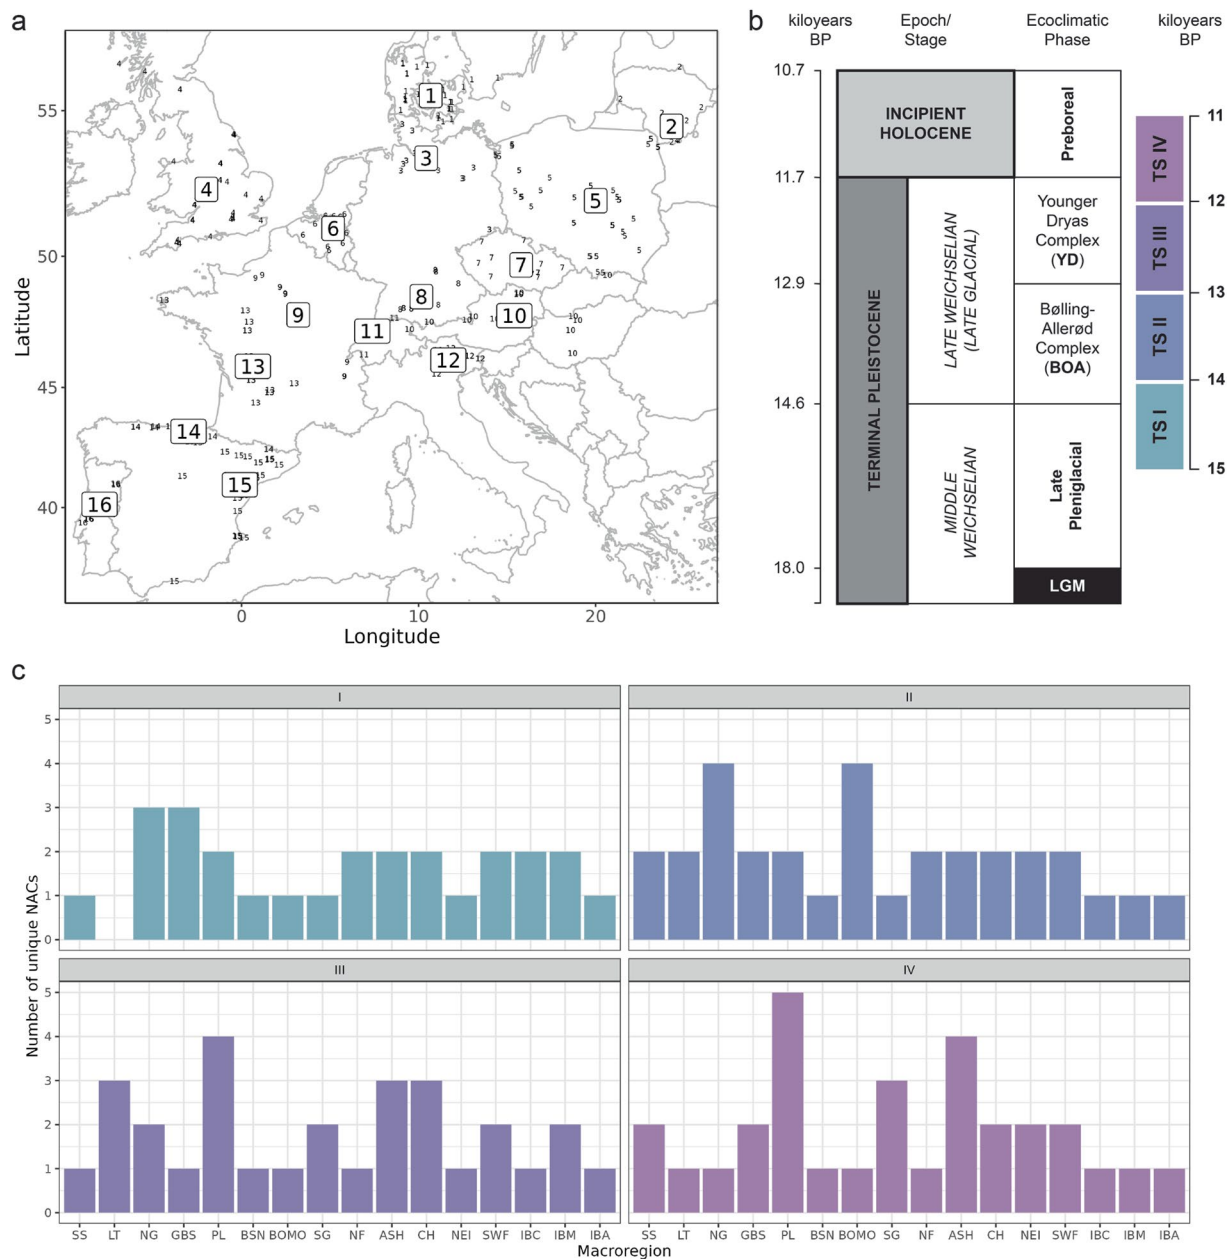 a
55
50
45
40
Latitude
0
10
20
Longitude
1
2
3
4
5
6
7
8
9
10
11
12
13
14
15
16
b
kiloyears
BP
Epoch/
Stage
Ecoclimatic
Phase
kiloyears
BP
10.7
11.7
12.9
14.6
18.0
INCIPIENT
HOLOCENE
TERMINAL PLEISTOCENE
LATE WEICHSELIAN
(LATE GLACIAL)
MIDDLE
WEICHSELIAN
Preboreal
Younger
Dryas
Complex
(YD)
Bølling-
Allerød
Complex
(BOA)
Late
Pleniglacial
LGM
TS IV
TS III
TS II
TS I
11
12
13
14
15
c
I
II
5
4
3
2
1
0
III
IV
5
4
3
2
1
0
Number of unique NACs
SS LT NG GBS PL BSN BOMO SG NF ASH CH NEI SWF IBC IBM IBA
SS LT NG GBS PL BSN BOMO SG NF ASH CH NEI SWF IBC IBM IBA
Macroregion